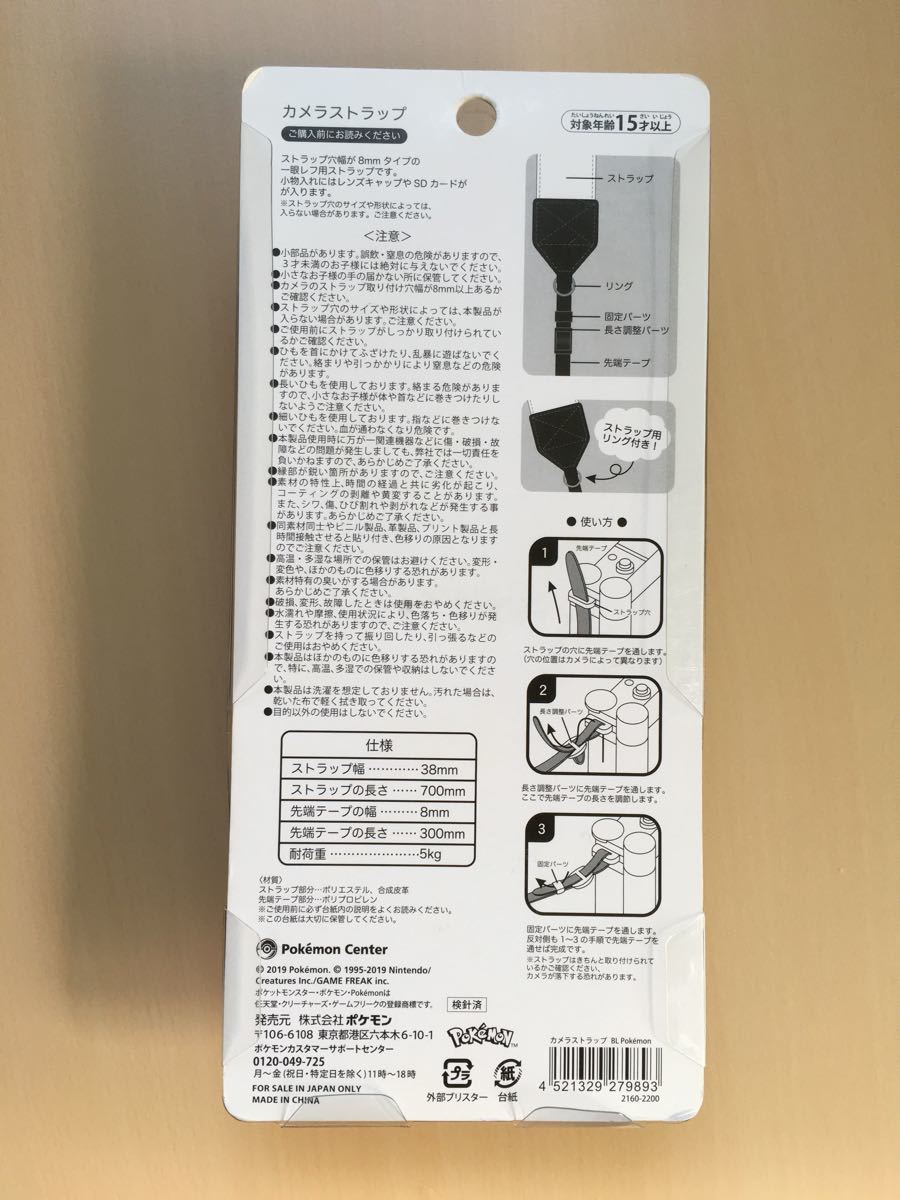 カメラストラップ
ご購入前にお読みください
ストラップ穴幅が8mmタイプの
一眼レフ用ストラップです。
小物入れにはレンズキャップやSDカードが
が入ります。
※ストラップ穴のサイズや形状によっては、
入らない場合があります。ご注意ください。
<注意>
●小部品があります。誤飲・窒息の危険がありますので、
3才未満のお子様には絶対に与えないでください。
●小さなお子様の手の届かない所に保管してください。
●カメラのストラップ取り付け穴幅が8mm以上あるか
ご確認ください。
●ストラップ穴のサイズや形状によっては、本製品が
入らない場合があります。ご注意ください。
●ご使用前にストラップがしっかり取り付けられてい
るかご確認ください。
●ひもを首にかけてふざけたり、乱暴に遊ばないでく
ださい。絡まりや引っかかりにより窒息などの危険
があります。
●長いひもを使用しております。絡まる危険がありま
すので、小さなお子様が体や首などに巻きつけたりし
ないようご注意ください。
●細いひもを使用しております。指などに巻きつけな
いでください。血が通わなくなり危険です。
●本製品使用時に万が一関連機器などに傷・破損・故
障などの問題が発生しましても、弊社では一切責任を
負いかねますので、あらかじめご了承ください。
●縁部が鋭い箇所がありますので、ご注意ください。
●素材の特性上、時間の経過と共に劣化が起こり、
コーティングの剥離や黄変することがあります。
また、シワ、傷、ひび割れや剥がれなどが発生する事
があります。あらかじめご了承ください。
●同素材同士やビニル製品、革製品、プリント製品と長
時間接触させると貼り付き、色移りの原因となります
のでご注意ください。
●高温・多湿な場所での保管はお避けください。変形・
変色や、ほかのものに色移りする恐れがあります。
●素材特有の臭いがする場合があります。
あらかじめご了承ください。
●破損、変形、故障したときは使用をおやめください。
●水濡れや摩擦、使用状況により、色落ち・色移りが発
生する恐れがありますので、ご注意ください。
●ストラップを持って振り回したり、引っ張るなどの
ご使用はおやめください。
●本製品はほかのものに色移りする恐れがありますの
で、特に、高温、多湿での保管や収納はしないでくださ
い。
●本製品は洗濯を想定しておりません。汚れた場合は、
乾いた布で軽く拭き取ってください。
●目的以外の使用はしないでください。
仕様
ストラップ幅…………38mm
ストラップの長さ……700mm
先端テープの幅………8mm
先端テープの長さ……300mm
耐荷重…………………5kg
〈材質〉
ストラップ部分…ポリエステル、合成皮革
先端テープ部分…ポリプロピレン
※ご使用前に必ず台紙内の説明をよくお読みください。
※この台紙は大切に保管してください。
Pokémon Center
© 2019 Pokémon. © 1995-2019 Nintendo/
Creatures Inc./GAME FREAK inc.
ポケットモンスター・ポケモン・Pokémonは
任天堂・クリーチャーズ・ゲームフリークの登録商標です。
検針済
発売元 株式会社ポケモン
〒106-6108 東京都港区六本木6-10-1
ポケモンカスタマーサポートセンター
0120-049-725
月～金(祝日・特定日を除く)11時～18時
FOR SALE IN JAPAN ONLY
MADE IN CHINA
POKéMON™
プラ
外部ブリスター
紙
台紙
たいしょうねんれい さい いじょう
対象年齢15才以上
ストラップ
リング
固定パーツ
長さ調整パーツ
先端テープ
ストラップ用
リング付き!
● 使い方 ●
1
先端テープ
ストラップ穴
ストラップの穴に先端テープを通します。
(穴の位置はカメラによって異なります)
2
長さ調整パーツ
長さ調整パーツに先端テープを通します。
ここで先端テープの長さを調節します。
3
固定パーツ
固定パーツに先端テープを通します。
反対側も1～3の手順で先端テープを
通せば完成です。
※ストラップはきちんと取り付けられて
いるかご確認ください。
カメラが落下する恐れがあります。
カメラストラップ BL Pokémon
4 521329 279893
2160-2200